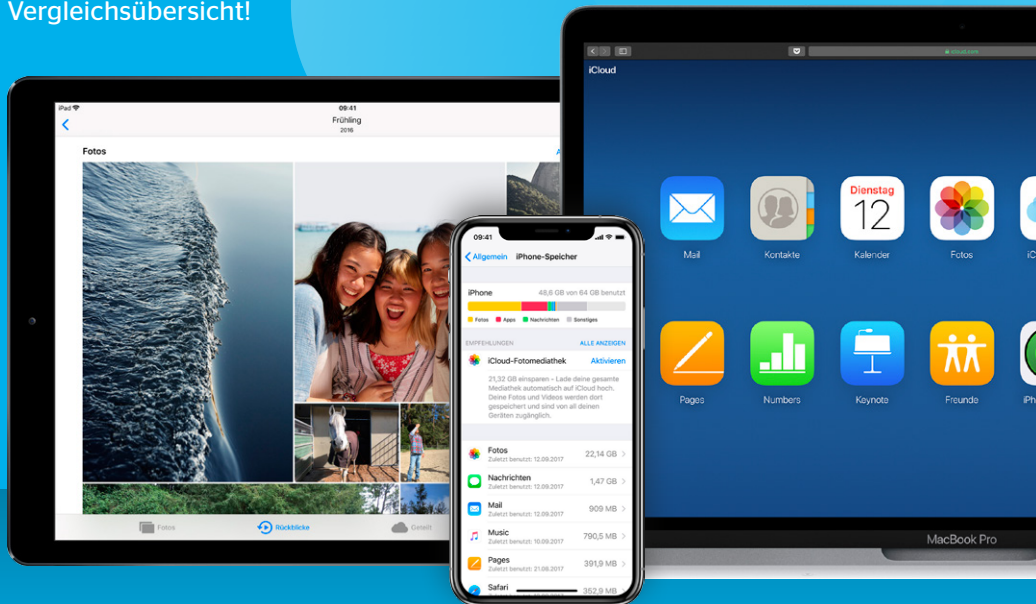 Vergleichsübersicht!
iPad
09:41
Frühling
2016
Fotos
Fotos
Rückblicke
Geteilt
09:41
Allgemein
iPhone-Speicher
iPhone
48,6 GB von 64 GB benutzt
Fotos
Apps
Nachrichten
Sonstiges
EMPFEHLUNGEN
ALLE ANZEIGEN
iCloud-Fotomediathek
Aktivieren
21,32 GB einsparen – Lade deine gesamte
Mediathek automatisch auf iCloud hoch.
Deine Fotos und Videos werden dort
gespeichert und sind von all deinen
Geräten zugänglich.
Fotos
22,14 GB
Zuletzt benutzt: 12.09.2017
Nachrichten
1,47 GB
Zuletzt benutzt: 12.09.2017
Mail
909 MB
Zuletzt benutzt: 12.09.2017
Music
790,5 MB
Zuletzt benutzt: 10.09.2017
Pages
391,9 MB
Zuletzt benutzt: 21.08.2017
Safari
352,9 MB
icloud.com
iCloud
Dienstag
12
Mail
Kontakte
Kalender
Fotos
Pages
Numbers
Keynote
Freunde
MacBook Pro